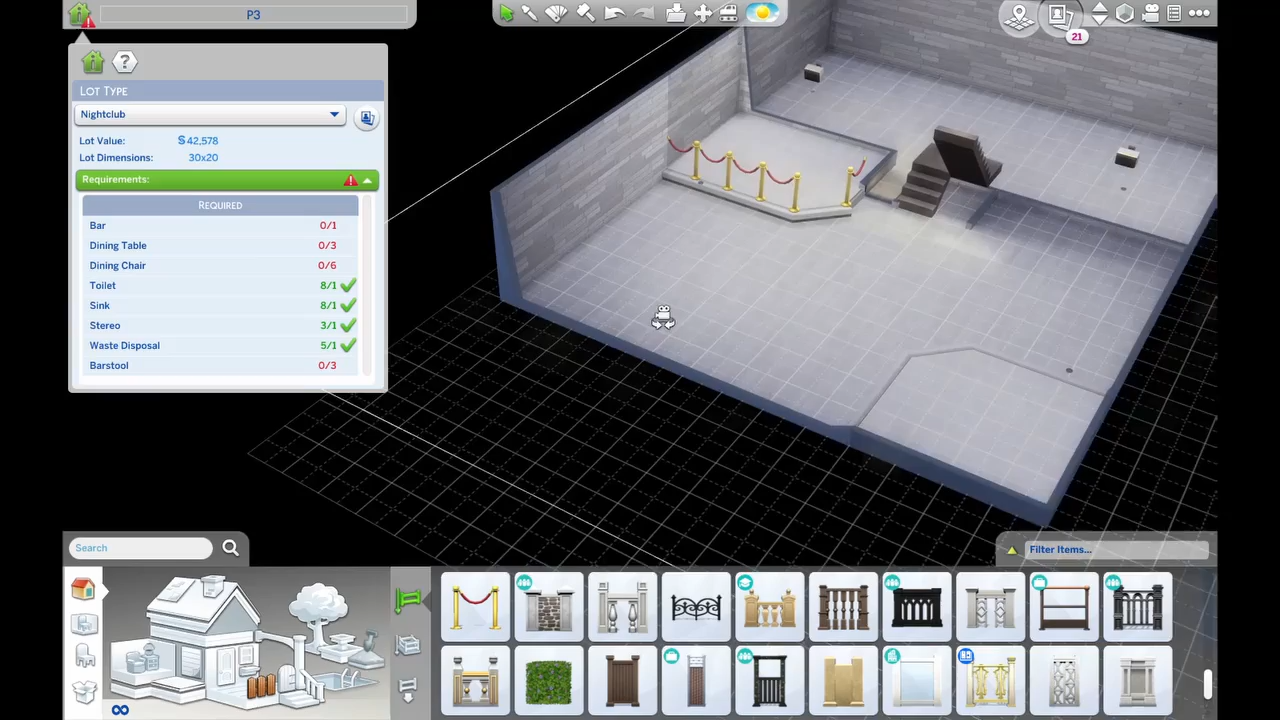 P3
21
?
LOT TYPE
Nightclub
Lot Value: $42,578
Lot Dimensions: 30x20
Requirements:
REQUIRED
Bar 0/1
Dining Table 0/3
Dining Chair 0/6
Toilet 8/1
Sink 8/1
Stereo 3/1
Waste Disposal 5/1
Barstool 0/3
Search
Filter Items...
∞